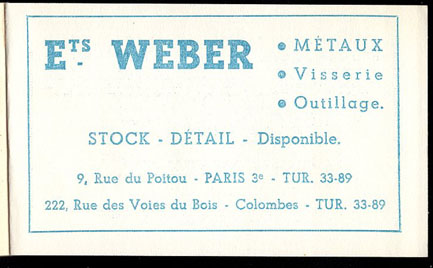 Eᵀˢ WEBER
• MÉTAUX
• Visserie
• Outillage.
STOCK - DÉTAIL - Disponible.
9, Rue du Poitou - PARIS 3ᵉ - TUR. 33-89
222, Rue des Voies du Bois - Colombes - TUR. 33-89